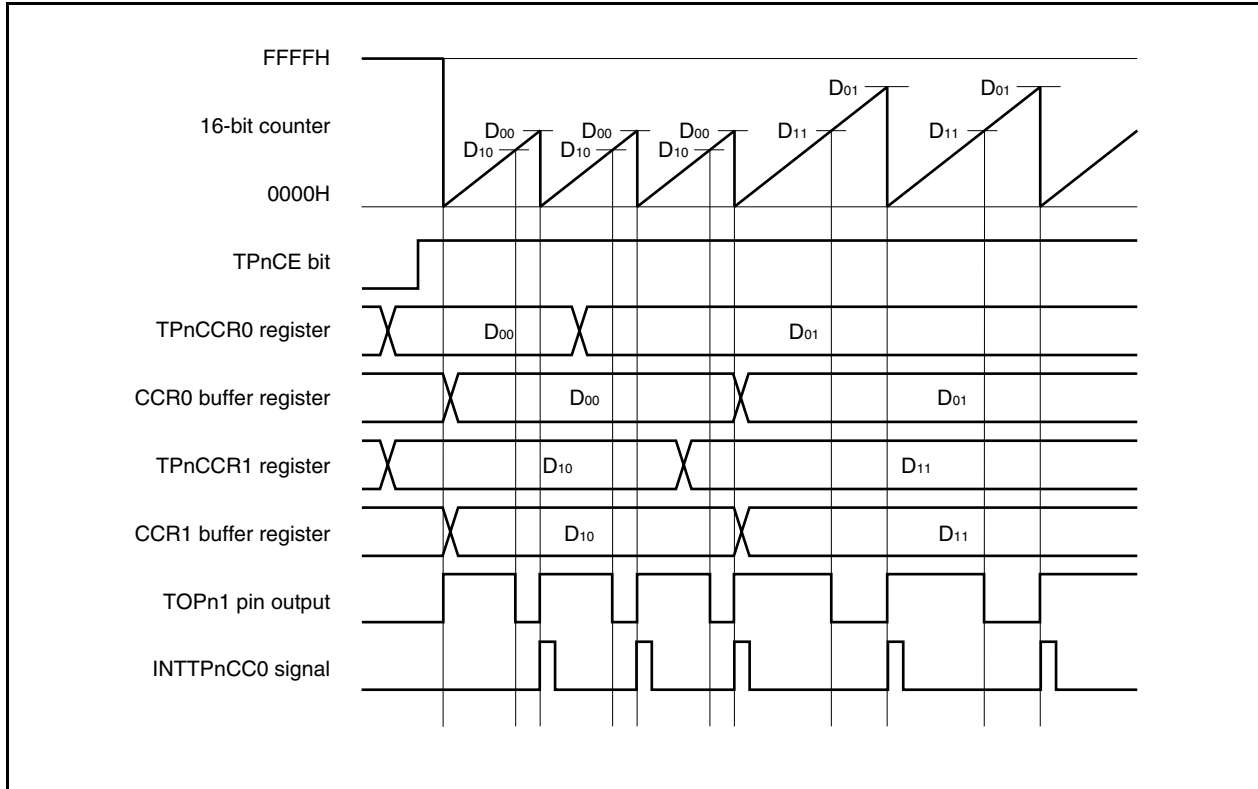 FFFFH
16-bit counter
0000H
D00 D00 D00 D01 D01
D10 D10 D10 D11 D11
TPnCE bit
TPnCCR0 register
D00 D01
CCR0 buffer register
D00 D01
TPnCCR1 register
D10 D11
CCR1 buffer register
D10 D11
TOPn1 pin output
INTTPnCC0 signal